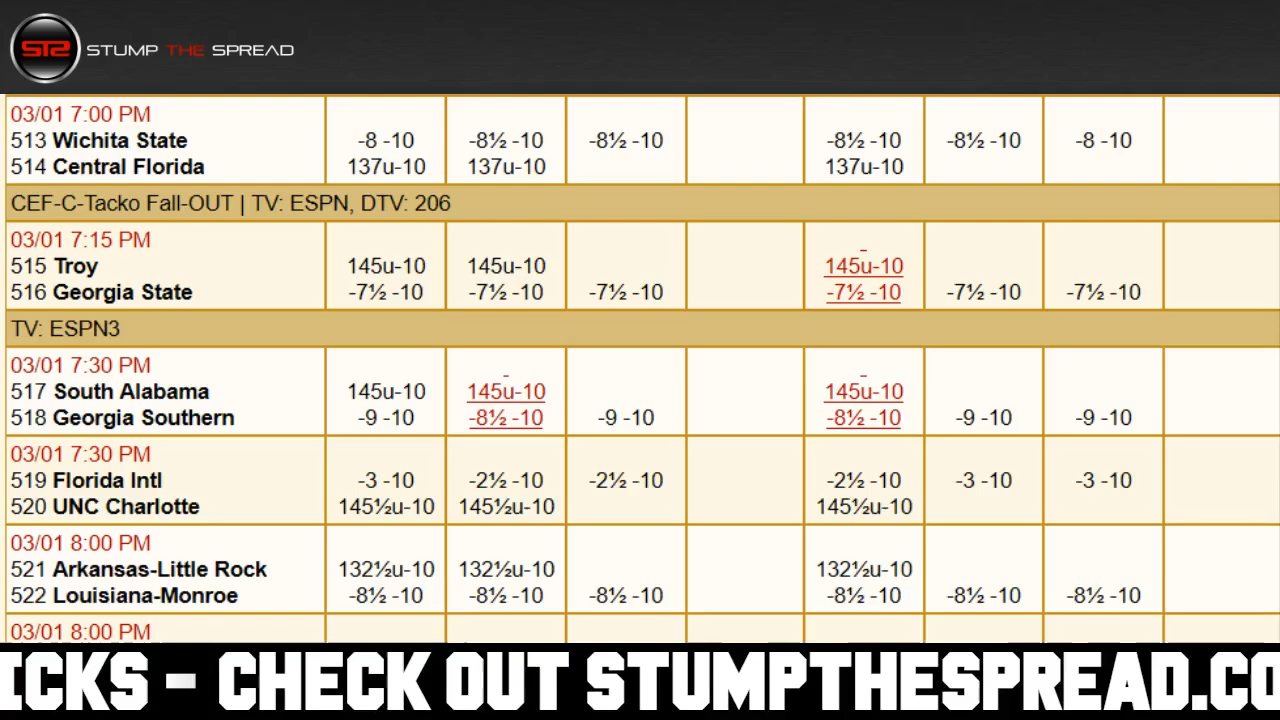 STS STUMP THE SPREAD
03/01 7:00 PM
513 Wichita State -8 -10 -8½ -10 -8½ -10 -8½ -10 -8½ -10 -8 -10
514 Central Florida 137u-10 137u-10 137u-10
CEF-C-Tacko Fall-OUT | TV: ESPN, DTV: 206
03/01 7:15 PM
515 Troy 145u-10 145u-10 145u-10
516 Georgia State -7½ -10 -7½ -10 -7½ -10 -7½ -10 -7½ -10 -7½ -10
TV: ESPN3
03/01 7:30 PM
517 South Alabama 145u-10 145u-10 145u-10
518 Georgia Southern -9 -10 -8½ -10 -9 -10 -8½ -10 -9 -10 -9 -10
03/01 7:30 PM
519 Florida Intl -3 -10 -2½ -10 -2½ -10 -2½ -10 -3 -10 -3 -10
520 UNC Charlotte 145½u-10 145½u-10 145½u-10
03/01 8:00 PM
521 Arkansas-Little Rock 132½u-10 132½u-10 132½u-10
522 Louisiana-Monroe -8½ -10 -8½ -10 -8½ -10 -8½ -10 -8½ -10 -8½ -10
03/01 8:00 PM
ICKS - CHECK OUT STUMPTHESPREAD.CO